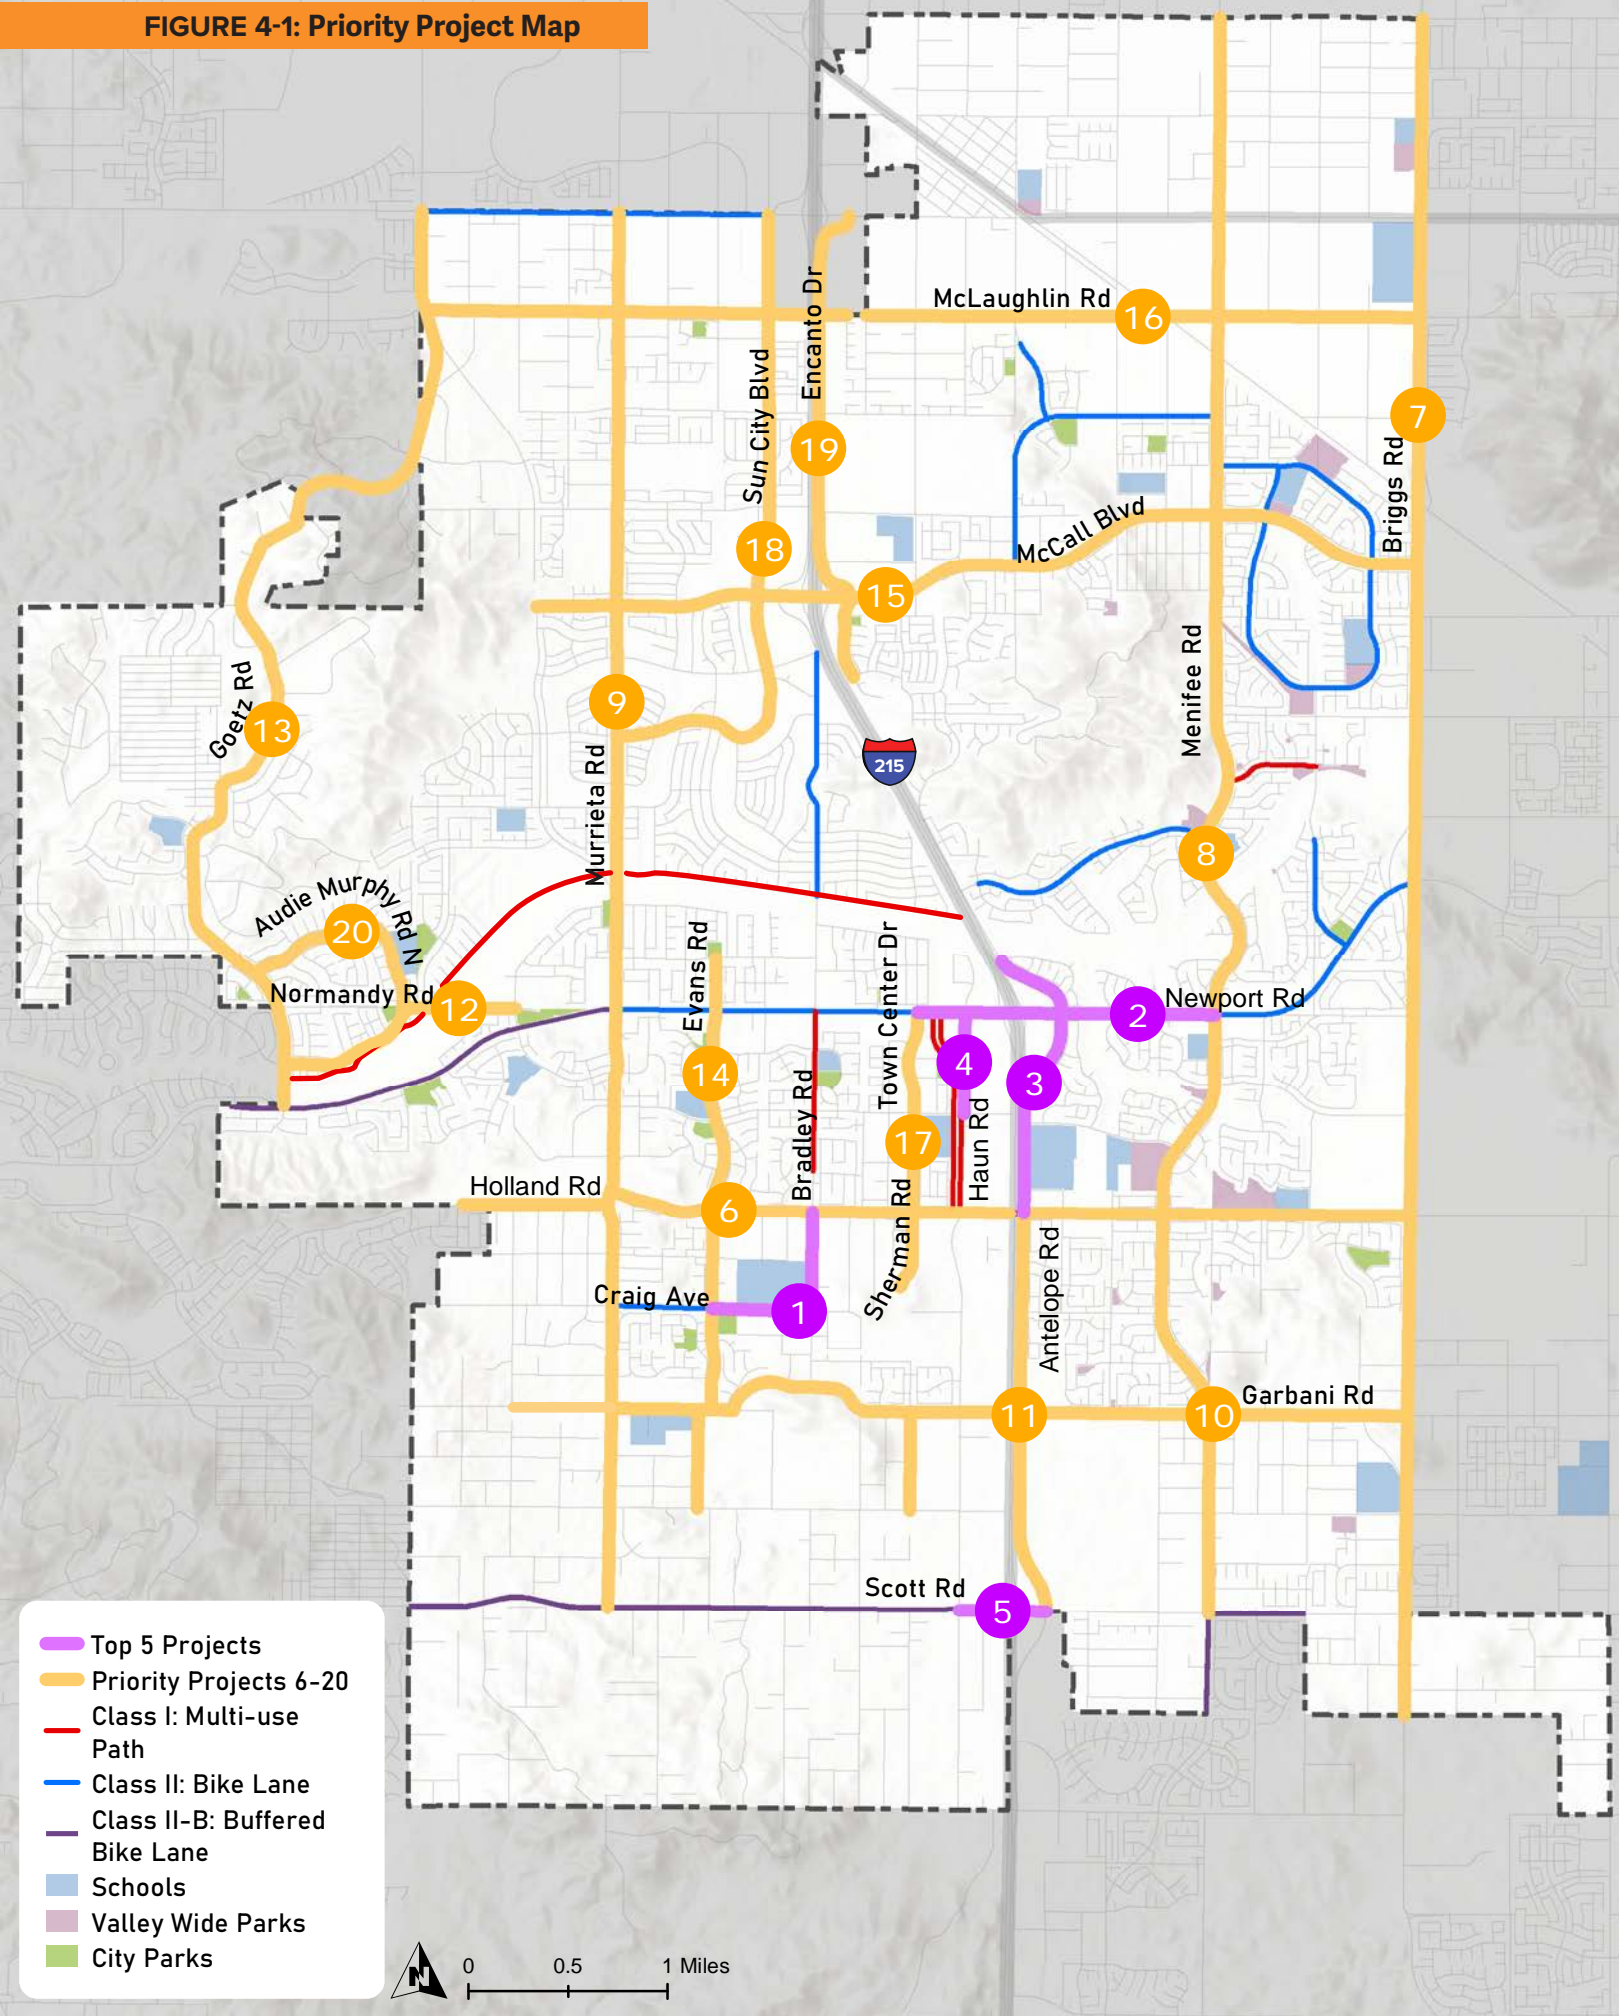 FIGURE 4-1: Priority Project Map
McLaughlin Rd
16
Encanto Dr
Sun City Blvd
7
Briggs Rd
19
18
McCall Blvd
15
Menifee Rd
Goetz Rd
13
9
Murrieta Rd
215
8
Audie Murphy Rd N
20
Evans Rd
Town Center Dr
Normandy Rd
12
Newport Rd
2
14
4
3
Bradley Rd
17
Haun Rd
Holland Rd
6
Sherman Rd
Antelope Rd
Craig Ave
1
Garbani Rd
11
10
Scott Rd
5
Top 5 Projects
Priority Projects 6-20
Class I: Multi-use
Path
Class II: Bike Lane
Class II-B: Buffered
Bike Lane
Schools
Valley Wide Parks
City Parks
N
0 0.5 1 Miles